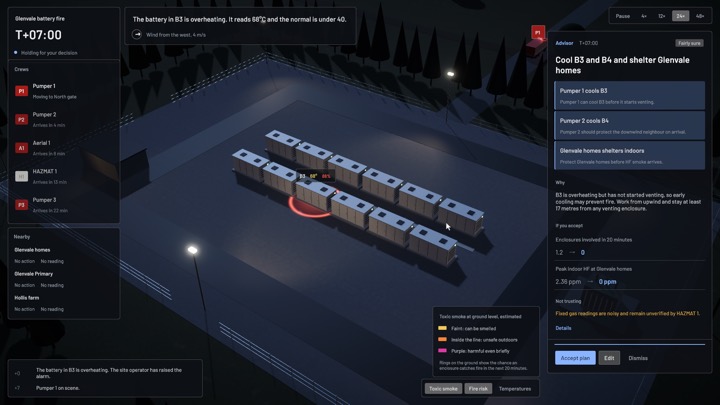 Glenvale battery fire
T+07:00
Holding for your decision
Crews
P1
Pumper 1
Moving to North gate
P2
Pumper 2
Arrives in 4 min
A1
Aerial 1
H1
HAZMAT 1
Arrives in 13 min
P3
Pumper 3
Arrives in 32 min
Nearby
Glenvale homes
No action No reading
Glenvale Primary
No action No reading
Hollis farm
No action No reading
+0 The battery in B3 is overheating. The site operator has raised the
alarm.
+7 Pumper 1 on scene.
The battery in B3 is overheating. It reads 68°C and the normal is under 40.
Wind from the west, 4 m/s
B3 68°
P1
Toxic smoke at ground level, estimated
Faint: can be smelled
Inside the line: unsafe outdoors
Purple: harmful even briefly
Rings on the ground show the chance an
enclosure catches fire in the next 20 minutes.
Toxic smoke Fire risk Temperatures
Pause 4× 12× 24× 48×
Advisor T+07:00 Fairly sure
Cool B3 and B4 and shelter Glenvale
homes
Pumper 1 cools B3
Pumper 1 can cool B3 before it starts venting.
Pumper 2 cools B4
Pumper 2 should protect the downwind neighbour on arrival.
Glenvale homes shelters indoors
Protect Glenvale homes before HF smoke arrives.
Why
B3 is overheating but has not started venting, so early
cooling may prevent fire. Work from upwind and stay at least
17 metres from any venting enclosure.
If you accept
Enclosures involved in 20 minutes
1.2 → 0
Peak indoor HF at Glenvale homes
2.38 ppm → 0 ppm
Not trusting
Fixed gas readings are noisy and remain unverified by HAZMAT 1.
Details
Accept plan Edit Dismiss